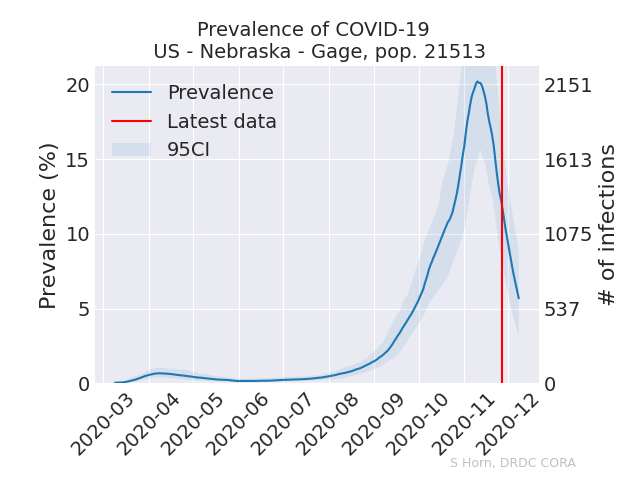 Prevalence of COVID-19
US - Nebraska - Gage, pop. 21513
Prevalence
Latest data
95CI
Prevalence (%)
20
15
10
5
0
# of infections
2151
1613
1075
537
0
2020-03
2020-04
2020-05
2020-06
2020-07
2020-08
2020-09
2020-10
2020-11
2020-12
S Horn, DRDC CORA